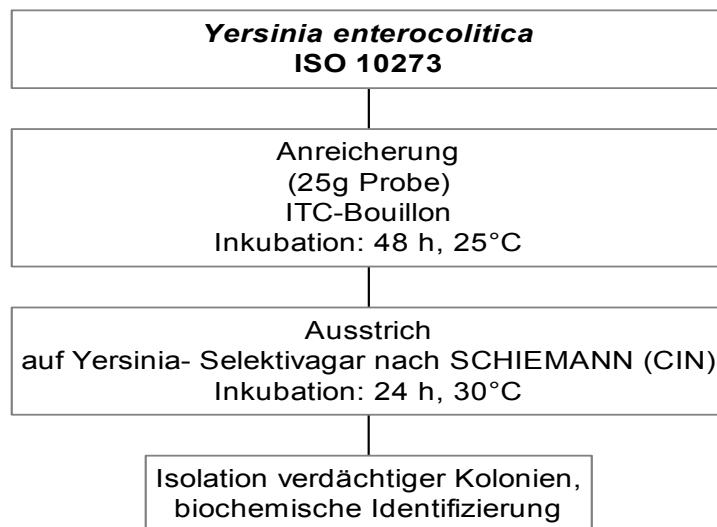 Yersinia enterocolitica
ISO 10273
Anreicherung
(25g Probe)
ITC-Bouillon
Inkubation: 48 h, 25°C
Ausstrich
auf Yersinia- Selektivagar nach SCHIEMANN (CIN)
Inkubation: 24 h, 30°C
Isolation verdächtiger Kolonien,
biochemische Identifizierung